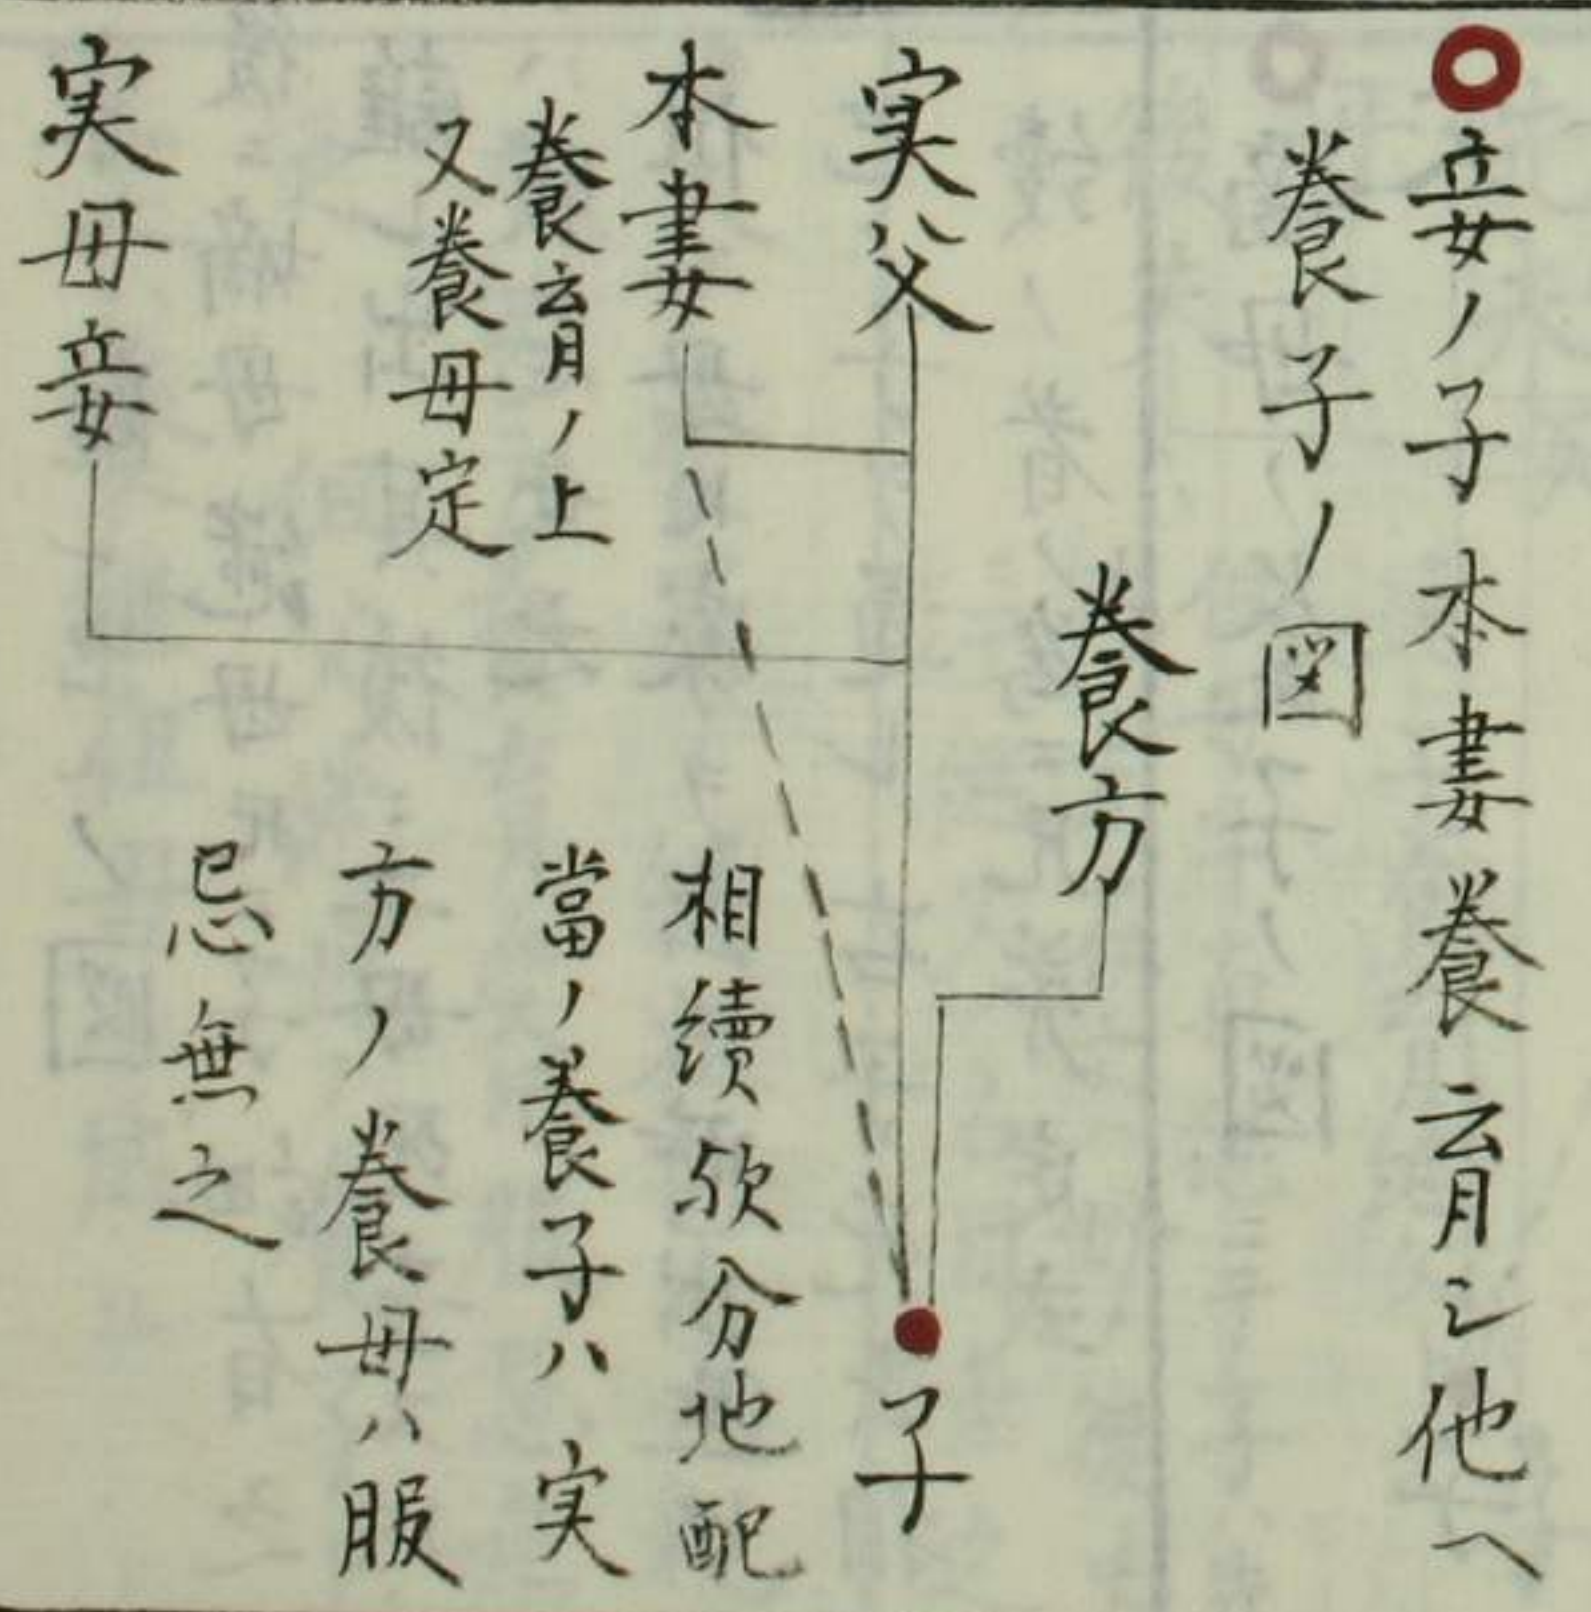 妾ノ子本妻養育シ他へ
養子ノ図
養方
子
実父
本妻
養育ノ上
又養母定
実母妾
相續欤分地配
當ノ養子ハ実
方ノ養母ハ服
忌無之